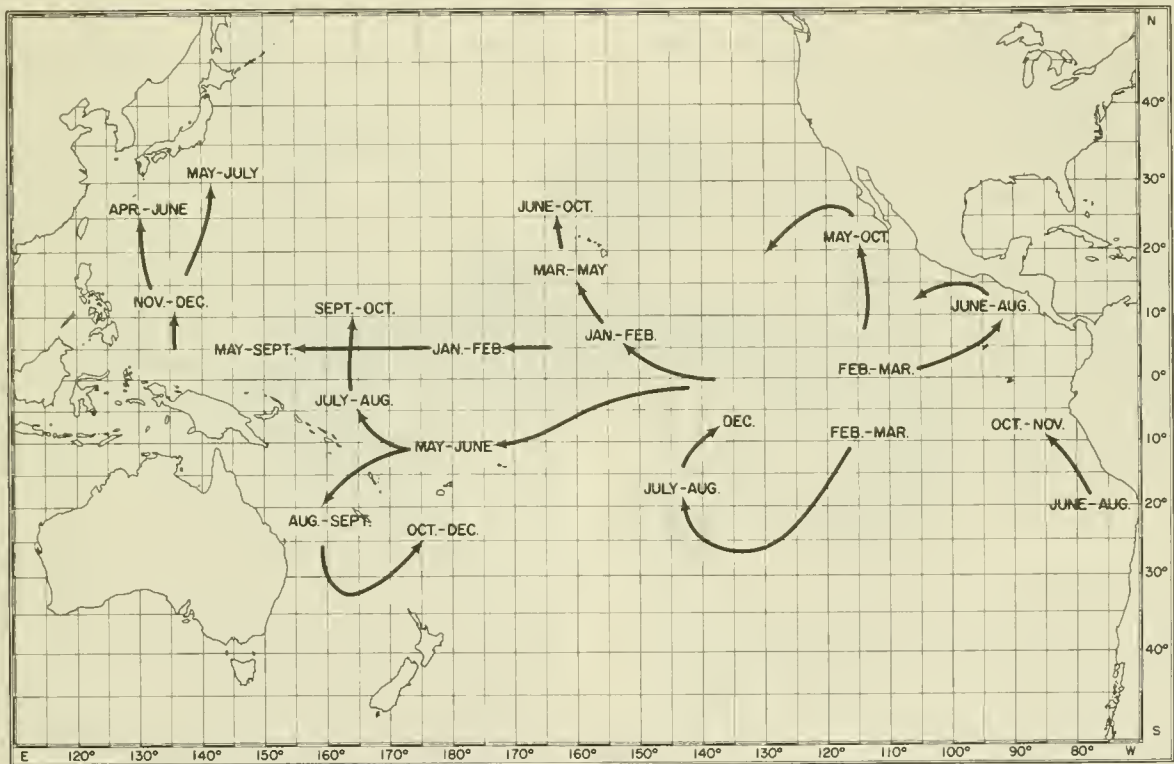 N
40°
MAY-JULY
30°
APR.-JUNE
JUNE-OCT.
MAY-OCT.
20°
MAR.-MAY
NOV.-DEC.
SEPT.-OCT.
JUNE-AUG.
10°
JAN.-FEB.
MAY-SEPT.
JAN.-FEB.
FEB.-MAR.
0°
JULY-AUG.
DEC.
FEB.-MAR.
OCT.-NOV.
10°
MAY-JUNE
JULY-AUG.
JUNE-AUG.
20°
AUG.-SEPT.
OCT.-DEC.
30°
40°
S
E 120° 130° 140° 150° 160° 170° 180° 170° 160° 150° 140° 130° 120° 110° 100° 90° 80° W